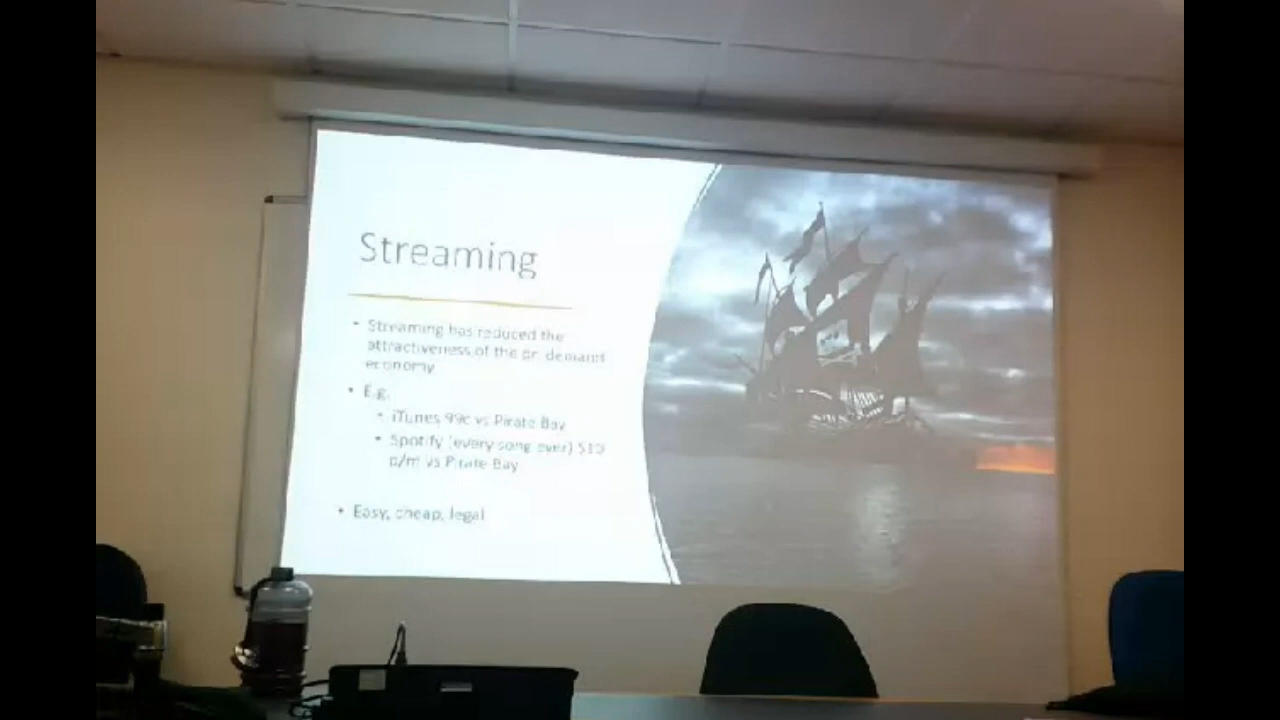 Streaming
• Streaming has reduced the
attractiveness of the on demand
economy
• E.g.
• iTunes 99c vs Pirate Bay
• Spotify (every song ever) $10
p/m vs Pirate Bay
• Easy, cheap, legal